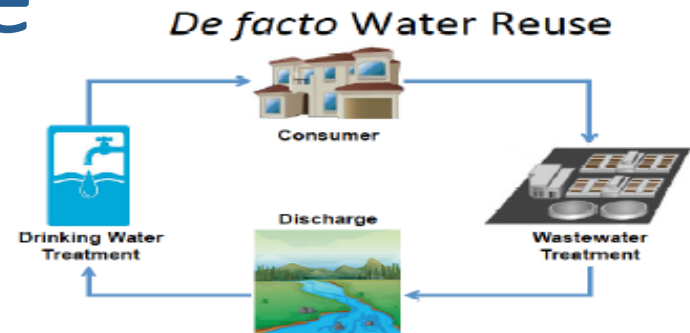 e
De facto Water Reuse
Consumer
Drinking Water
Treatment
Discharge
Wastewater
Treatment